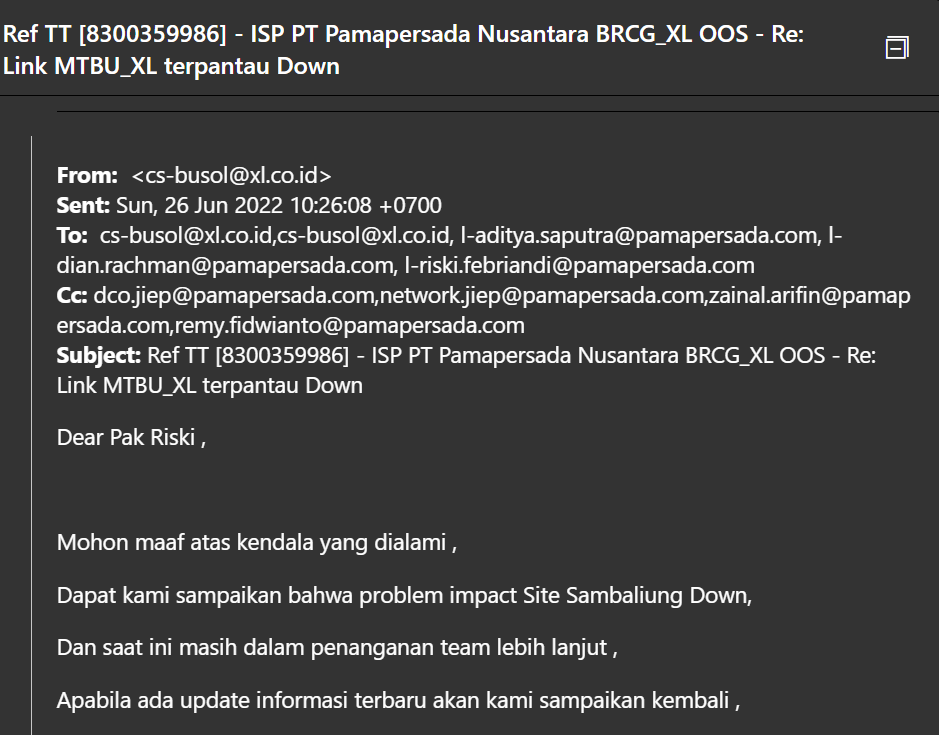 Ref TT [8300359986] - ISP PT Pamapersada Nusantara BRCG_XL OOS - Re:
Link MTBU_XL terpantau Down
From: <cs-busol@xl.co.id>
Sent: Sun, 26 Jun 2022 10:26:08 +0700
To: cs-busol@xl.co.id,cs-busol@xl.co.id, l-aditya.saputra@pamapersada.com, l-
dian.rachman@pamapersada.com, l-riski.febriandi@pamapersada.com
Cc: dco.jiep@pamapersada.com,network.jiep@pamapersada.com,zainal.arifin@pamap
ersada.com,remy.fidwianto@pamapersada.com
Subject: Ref TT [8300359986] - ISP PT Pamapersada Nusantara BRCG_XL OOS - Re:
Link MTBU_XL terpantau Down
Dear Pak Riski ,
Mohon maaf atas kendala yang dialami ,
Dapat kami sampaikan bahwa problem impact Site Sambaliung Down,
Dan saat ini masih dalam penanganan team lebih lanjut ,
Apabila ada update informasi terbaru akan kami sampaikan kembali ,